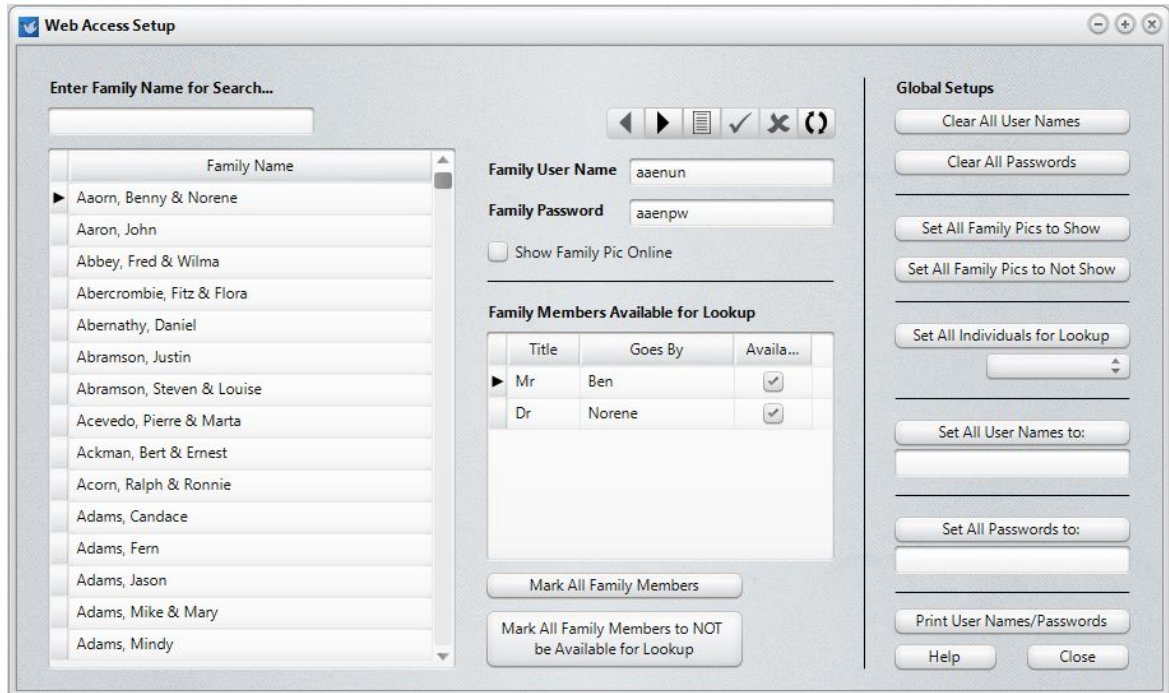 Web Access Setup
Enter Family Name for Search...
Family Name
Aaorn, Benny & Norene
Aaron, John
Abbey, Fred & Wilma
Abercrombie, Fitz & Flora
Abernathy, Daniel
Abramson, Justin
Abramson, Steven & Louise
Acevedo, Pierre & Marta
Ackman, Bert & Ernest
Acorn, Ralph & Ronnie
Adams, Candace
Adams, Fern
Adams, Jason
Adams, Mike & Mary
Adams, Mindy
Family User Name aaenun
Family Password aaenpw
Show Family Pic Online
Family Members Available for Lookup
Title Goes By Availa...
Mr Ben
Dr Norene
Mark All Family Members
Mark All Family Members to NOT
be Available for Lookup
Global Setups
Clear All User Names
Clear All Passwords
Set All Family Pics to Show
Set All Family Pics to Not Show
Set All Individuals for Lookup
Set All User Names to:
Set All Passwords to:
Print User Names/Passwords
Help Close